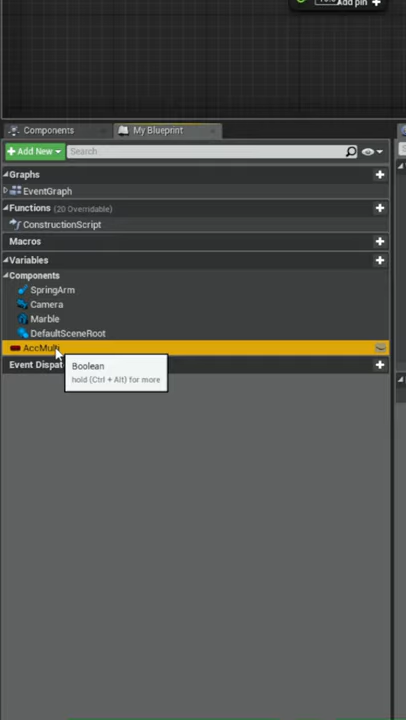 Add pin
Components
My Blueprint
Add New
Search
Graphs
EventGraph
Functions (20 Overridable)
ConstructionScript
Macros
Variables
Components
SpringArm
Camera
Marble
DefaultSceneRoot
AccMulti
Boolean
Event Dispat
hold (Ctrl + Alt) for more